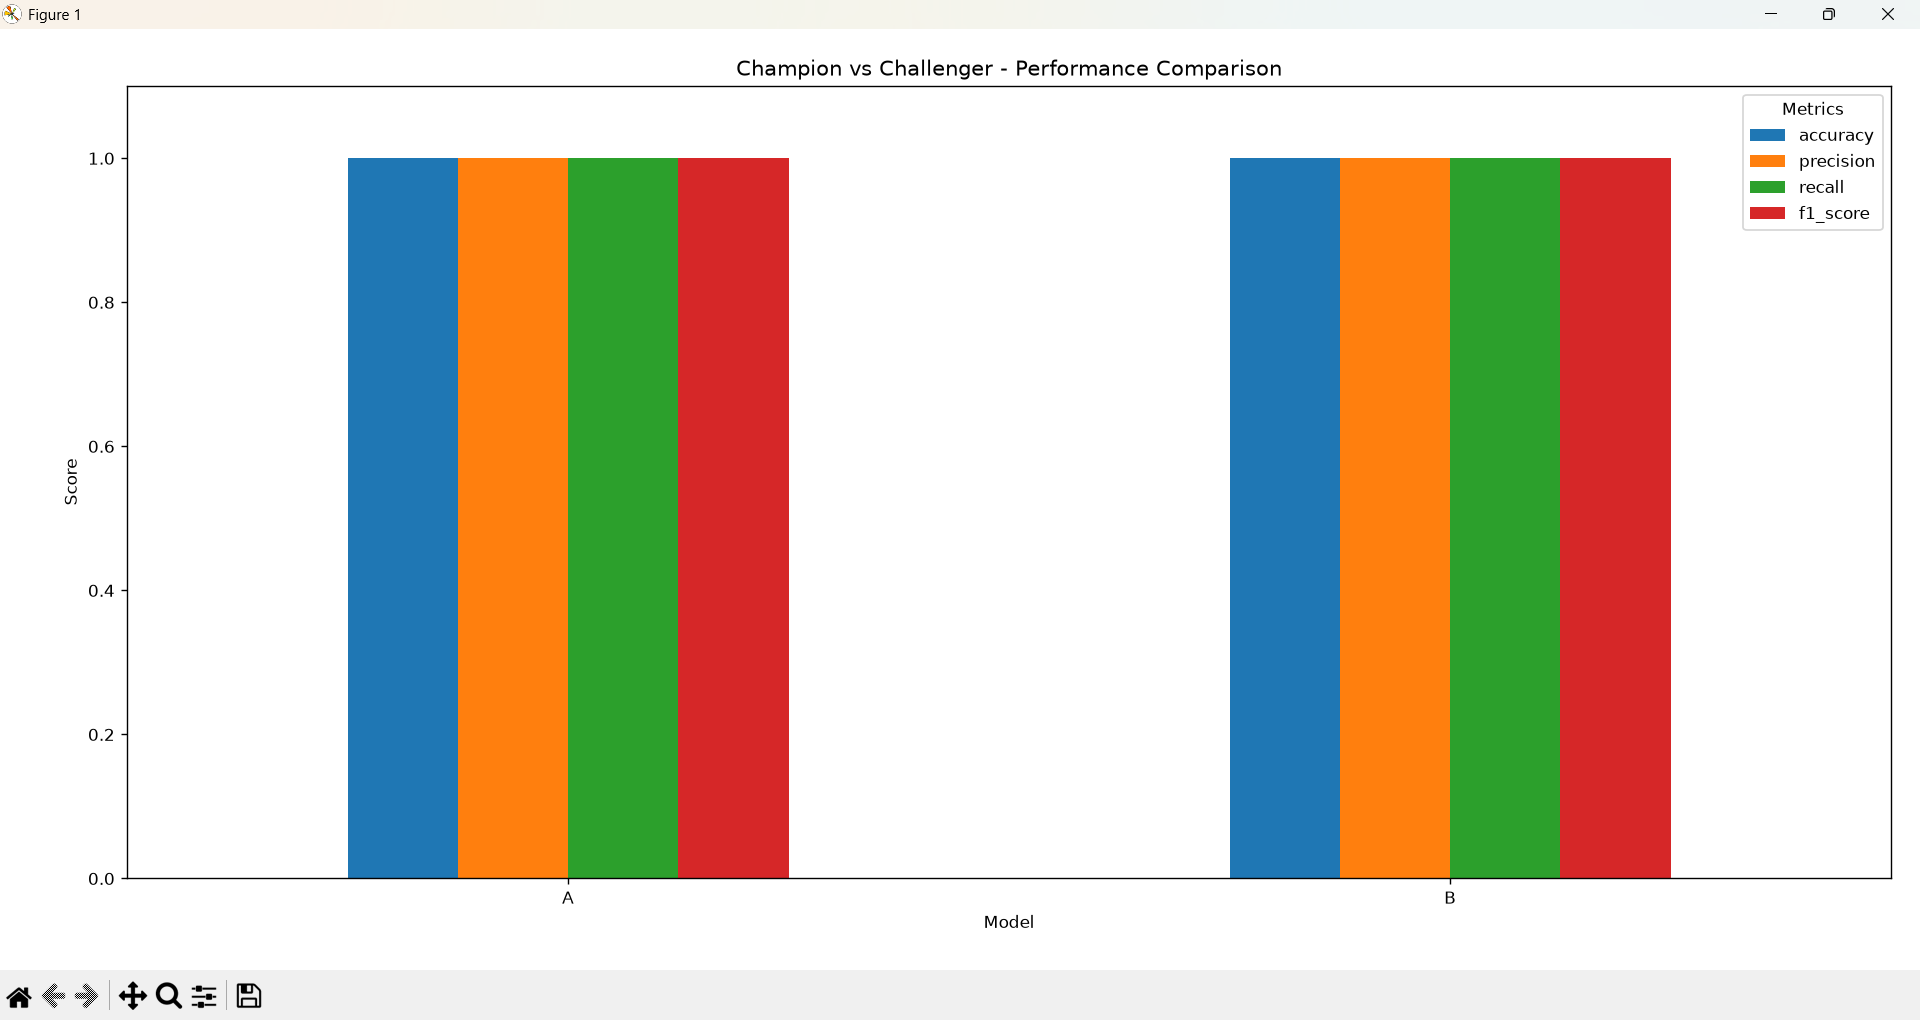 Figure 1
Champion vs Challenger - Performance Comparison
Metrics
accuracy
precision
recall
f1_score
1.0
0.8
0.6
0.4
0.2
0.0
Score
A
B
Model